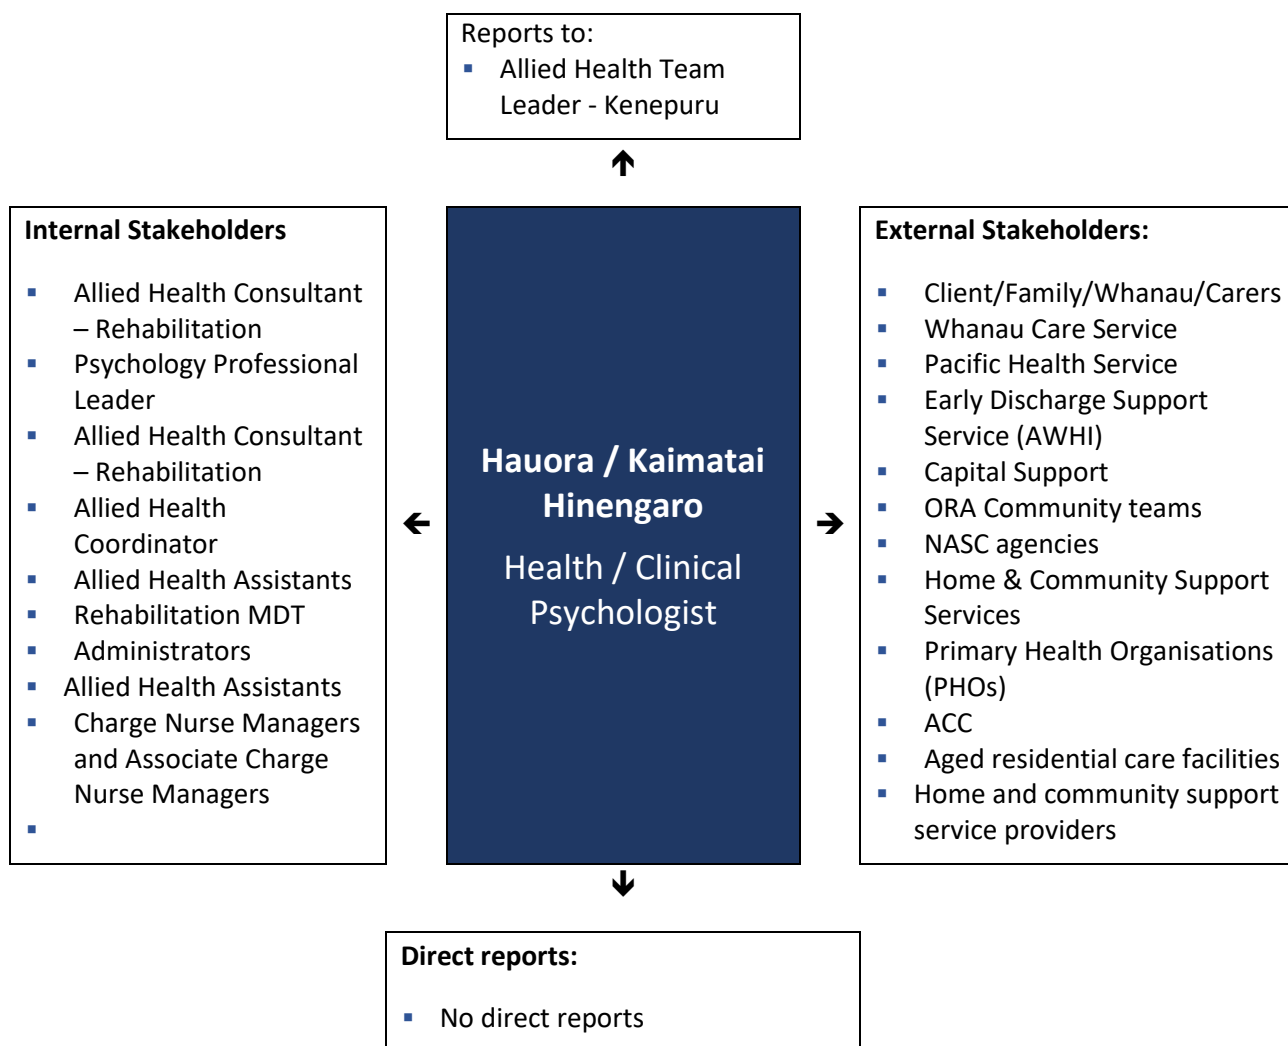 Reports to:
▪ Allied Health Team
Leader - Kenepuru
Internal Stakeholders
▪ Allied Health Consultant
– Rehabilitation
▪ Psychology Professional
Leader
▪ Allied Health Consultant
– Rehabilitation
▪ Allied Health
Coordinator
▪ Allied Health Assistants
▪ Rehabilitation MDT
▪ Administrators
▪ Allied Health Assistants
▪ Charge Nurse Managers
and Associate Charge
Nurse Managers
▪
Hauora / Kaimatai
Hinengaro
Health / Clinical
Psychologist
External Stakeholders:
▪ Client/Family/Whanau/Carers
▪ Whanau Care Service
▪ Pacific Health Service
▪ Early Discharge Support
Service (AWHI)
▪ Capital Support
▪ ORA Community teams
▪ NASC agencies
▪ Home & Community Support
Services
▪ Primary Health Organisations
(PHOs)
▪ ACC
▪ Aged residential care facilities
▪ Home and community support
service providers
Direct reports:
▪ No direct reports